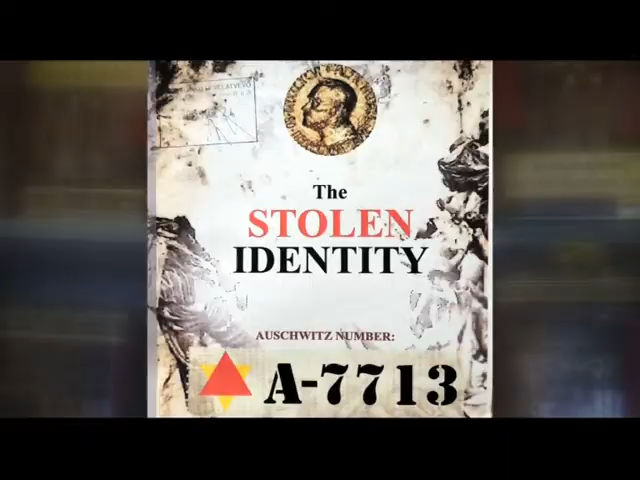 The
STOLEN
IDENTITY
AUSCHWITZ NUMBER:
A-7713